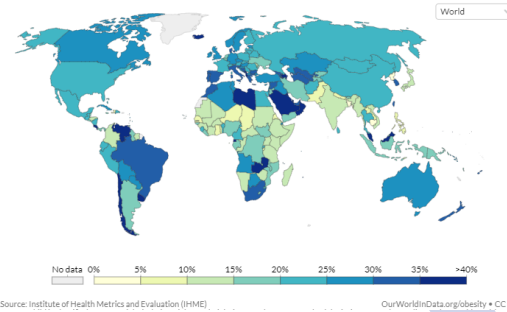 World
No data 0% 5% 10% 15% 20% 25% 30% 35% >40%
Source: Institute of Health Metrics and Evaluation (IHME) OurWorldInData.org/obesity • CC